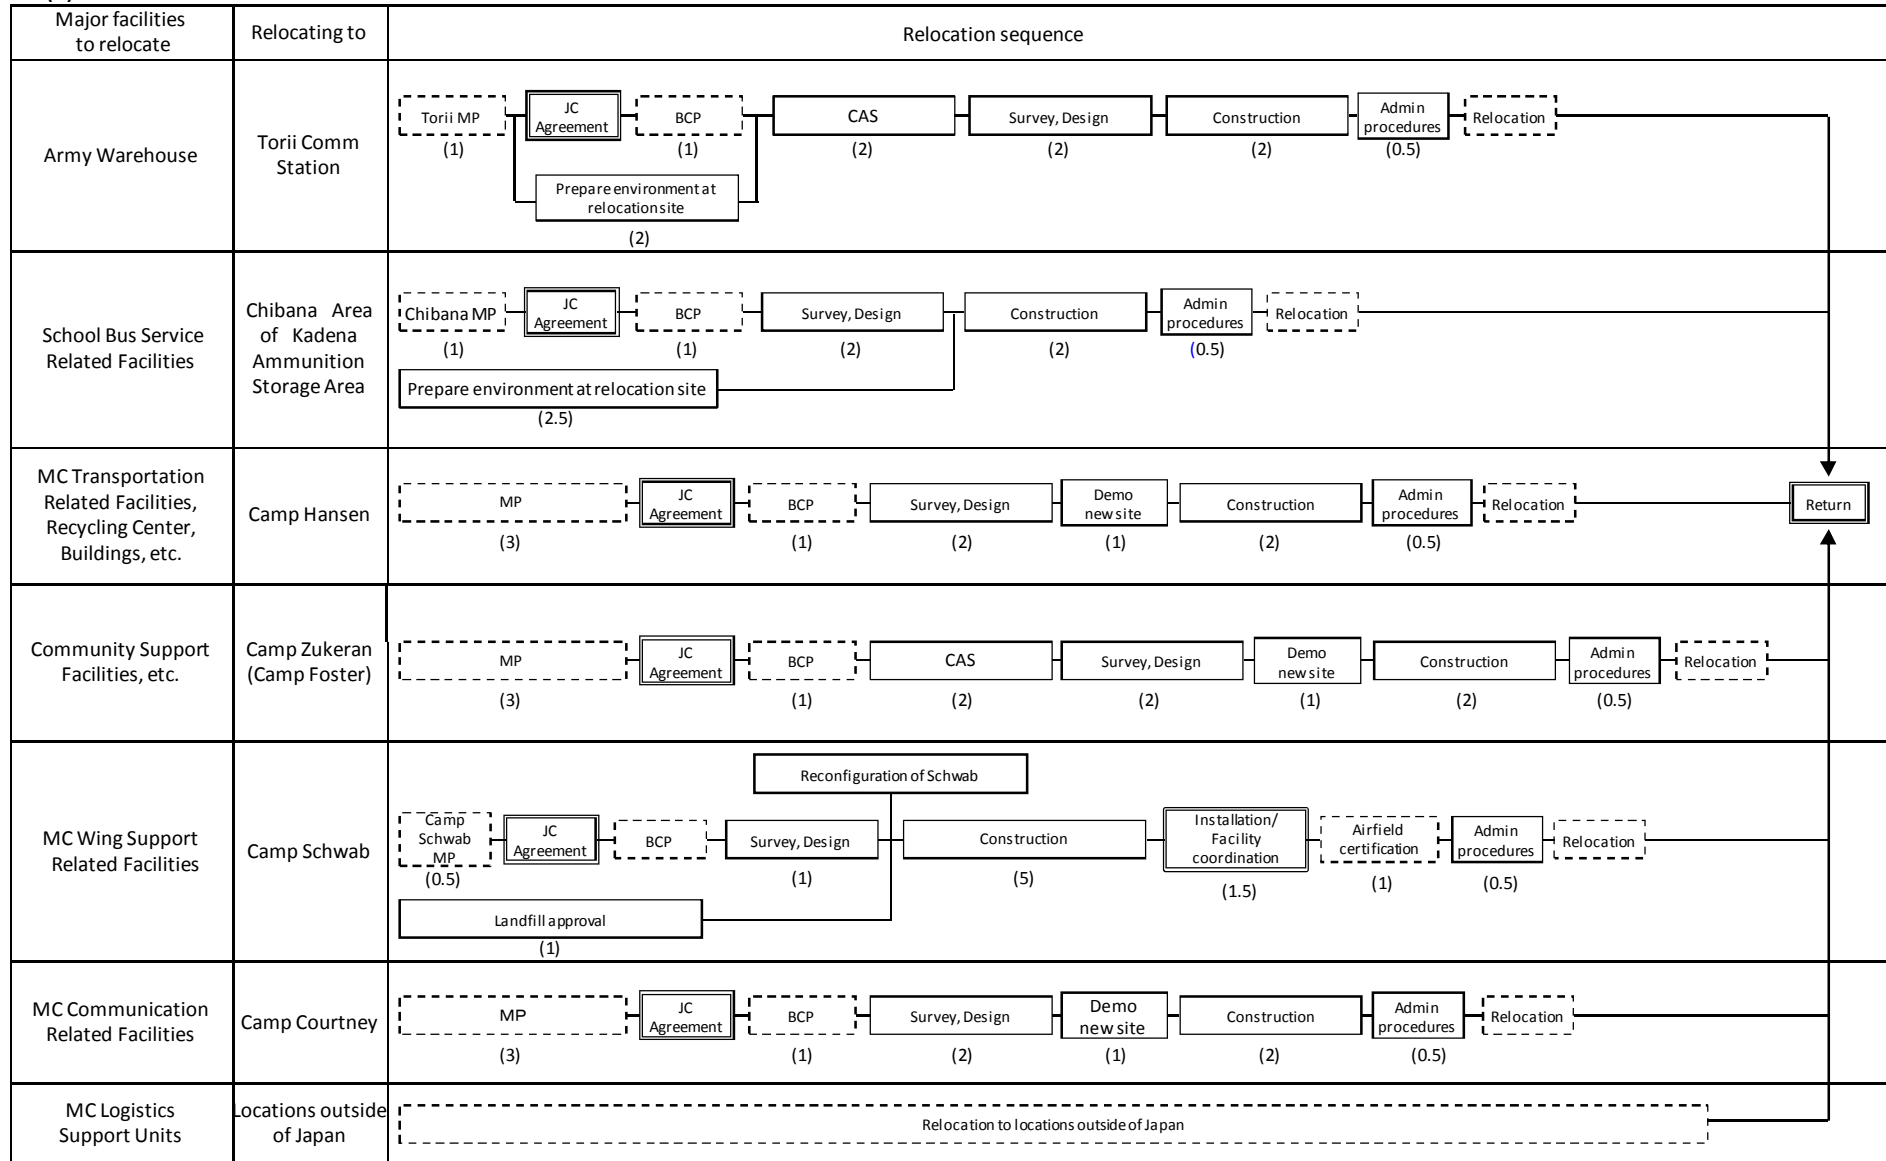 Major facilities
to relocate
Relocating to
Relocation sequence
Army Warehouse
Torii Comm
Station
Torii MP
(1)
JC
Agreement
BCP
(1)
CAS
(2)
Survey, Design
(2)
Construction
(2)
Admin
procedures
(0.5)
Relocation
Prepare environment at
relocation site
(2)
School Bus Service
Related Facilities
Chibana Area
of Kadena
Ammunition
Storage Area
Chibana MP
(1)
JC
Agreement
BCP
(1)
Survey, Design
(2)
Construction
(2)
Admin
procedures
(0.5)
Relocation
Prepare environment at relocation site
(2.5)
MC Transportation
Related Facilities,
Recycling Center,
Buildings, etc.
Camp Hansen
MP
(3)
JC
Agreement
BCP
(1)
Survey, Design
(2)
Demo
new site
(1)
Construction
(2)
Admin
procedures
(0.5)
Relocation
Return
Community Support
Facilities, etc.
Camp Zukeran
(Camp Foster)
MP
(3)
JC
Agreement
BCP
(1)
CAS
(2)
Survey, Design
(2)
Demo
new site
(1)
Construction
(2)
Admin
procedures
(0.5)
Relocation
MC Wing Support
Related Facilities
Camp Schwab
Reconfiguration of Schwab
Camp
Schwab
MP
(0.5)
JC
Agreement
BCP
Survey, Design
(1)
Construction
(5)
Installation/
Facility
coordination
(1.5)
Airfield
certification
(1)
Admin
procedures
(0.5)
Relocation
Landfill approval
(1)
MC Communication
Related Facilities
Camp Courtney
MP
(3)
JC
Agreement
BCP
(1)
Survey, Design
(2)
Demo
new site
(1)
Construction
(2)
Admin
procedures
(0.5)
Relocation
MC Logistics
Support Units
Locations outside
of Japan
Relocation to locations outside of Japan